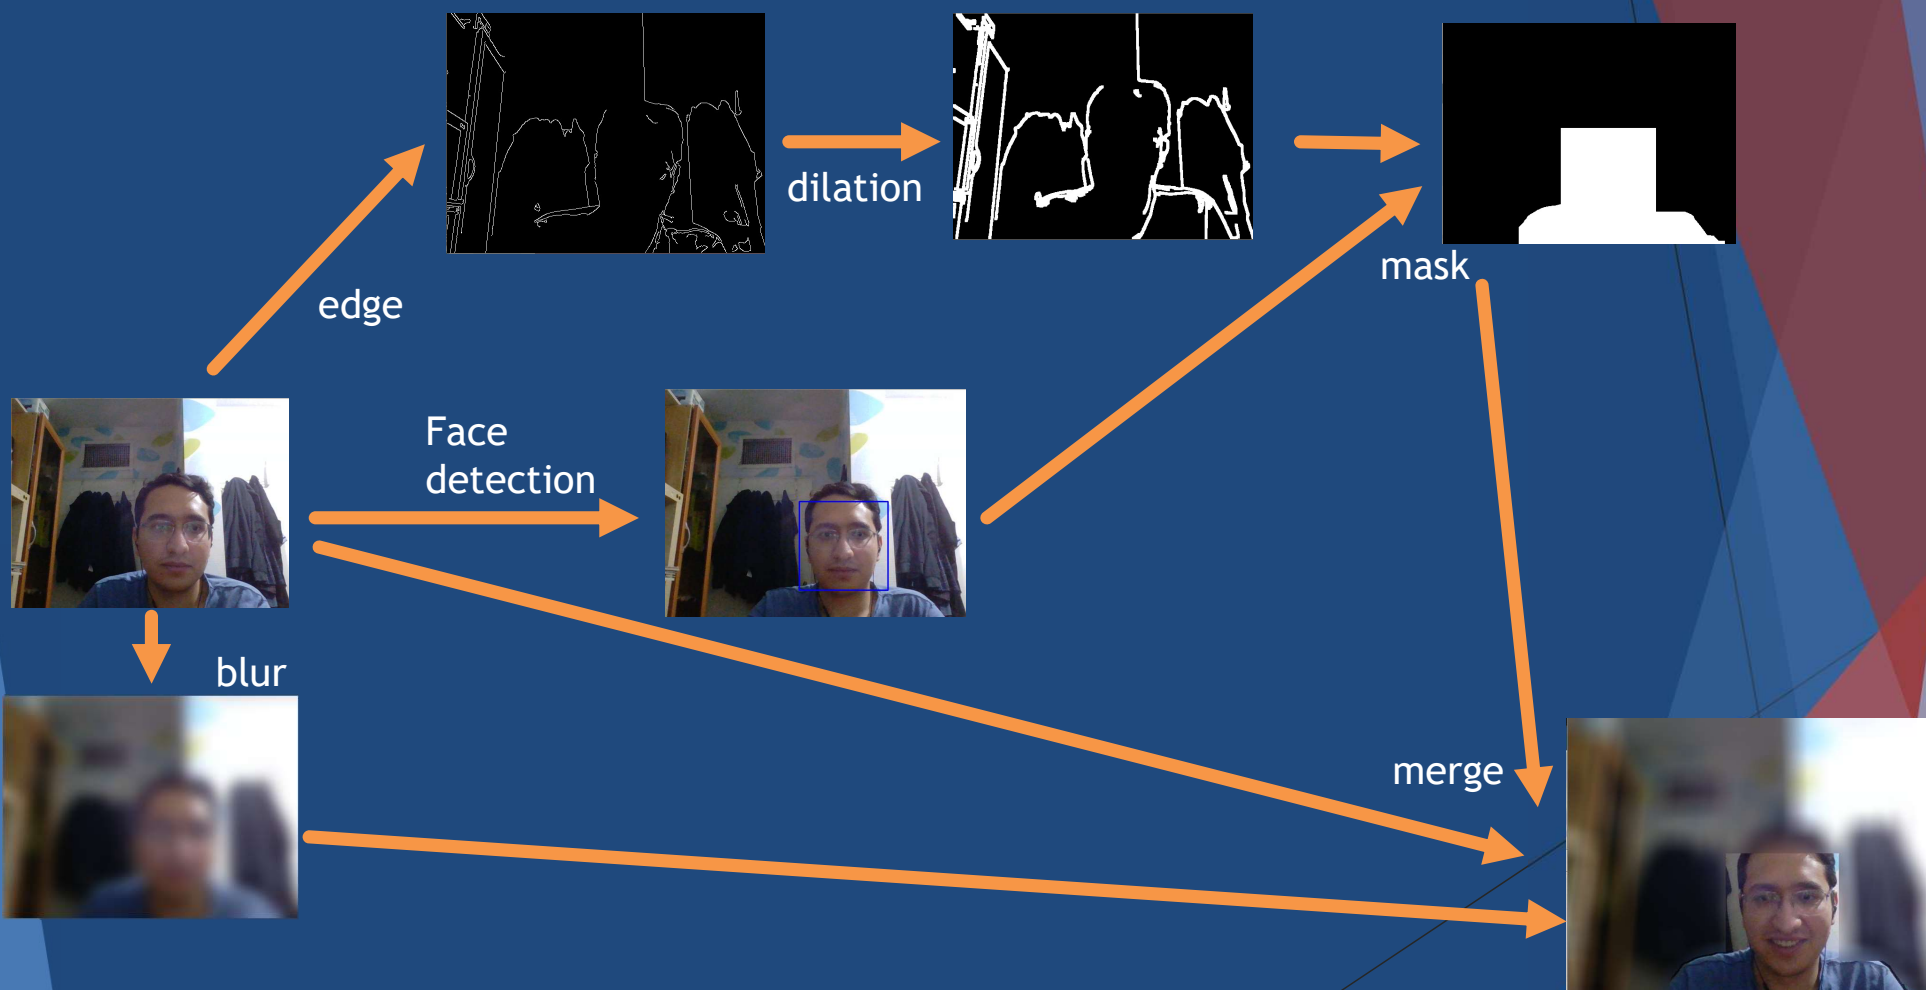 dilation
mask
edge
Face
detection
blur
merge